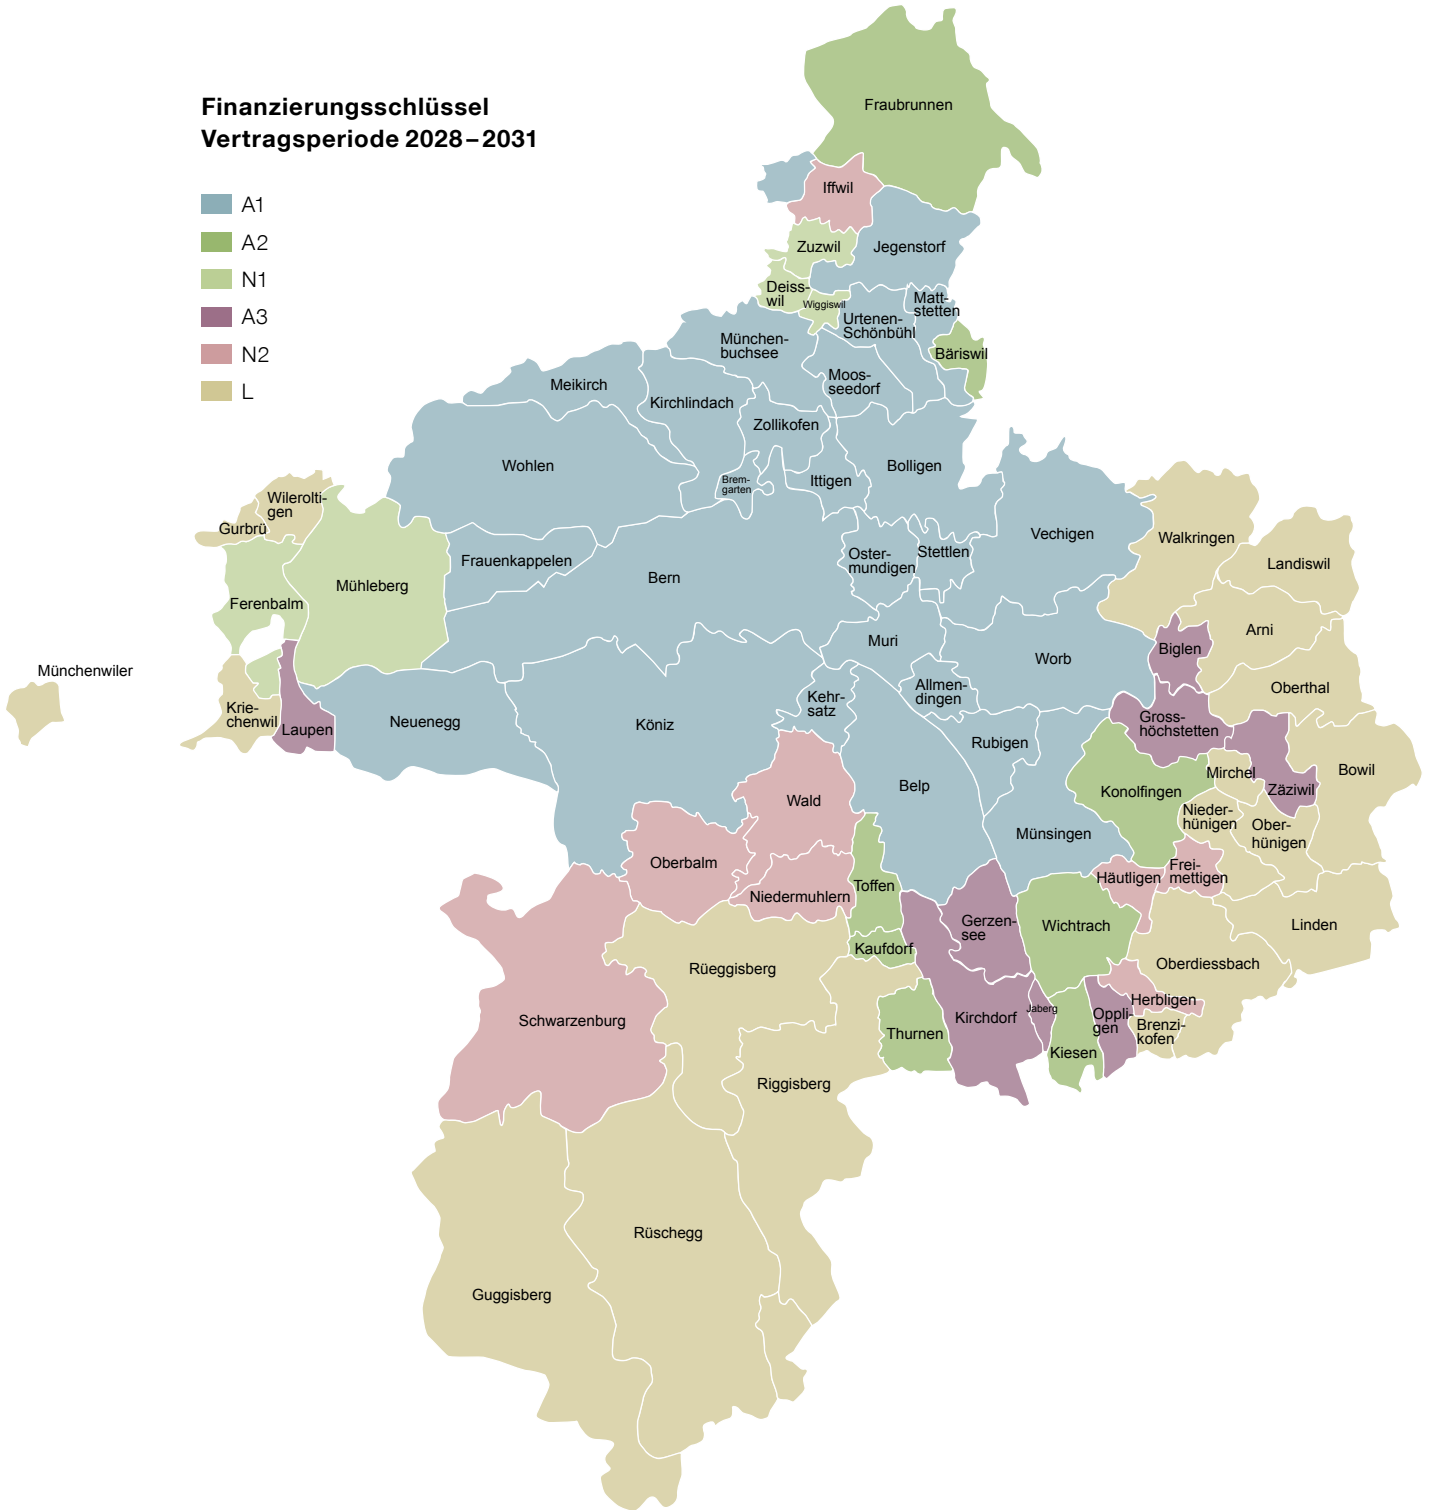 Finanzierungsschlüssel
Vertragsperiode 2028–2031
A1
A2
N1
A3
N2
L
Fraubrunnen
Iffwil
Zuzwil
Jegenstorf
Deiss-
wil
Wiggiswil
Matt-
stetten
Urtenen-
Schönbühl
München-
buchsee
Bäriswil
Moos-
seedorf
Meikirch
Kirchlindach
Zollikofen
Wohlen
Bolligen
Brem-
garten
Ittigen
Wilerolti-
gen
Gurbrü
Vechigen
Walkringen
Frauenkappelen
Oster-
mundigen
Stettlen
Landiswil
Bern
Mühleberg
Ferenbalm
Arni
Muri
Biglen
Worb
Münchenwiler
Oberthal
Allmen-
dingen
Kehr-
satz
Krie-
chenwil
Laupen
Neuenegg
Köniz
Gross-
höchstetten
Rubigen
Mirchel
Bowil
Belp
Konolfingen
Zäziwil
Wald
Nieder-
hünigen
Ober-
hünigen
Münsingen
Oberbalm
Häutligen
Frei-
mettigen
Toffen
Niedermuhlern
Gerzen-
see
Wichtrach
Linden
Kaufdorf
Rüeggisberg
Oberdiessbach
Herbligen
Schwarzenburg
Kirchdorf
Jaberg
Oppli-
gen
Brenzi-
kofen
Thurnen
Kiesen
Riggisberg
Rüschegg
Guggisberg